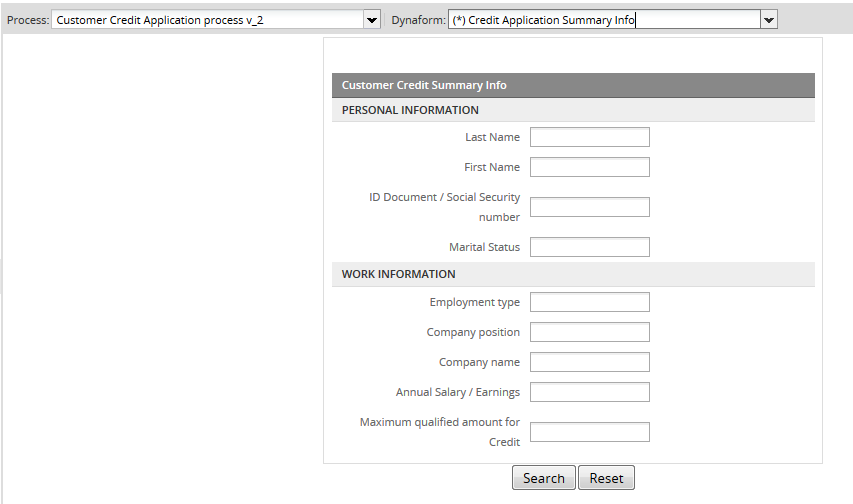 Process: Customer Credit Application process v_2 Dynaform: (*) Credit Application Summary Info
Customer Credit Summary Info
PERSONAL INFORMATION
Last Name
First Name
ID Document / Social Security
number
Marital Status
WORK INFORMATION
Employment type
Company position
Company name
Annual Salary / Earnings
Maximum qualified amount for
Credit
Search Reset